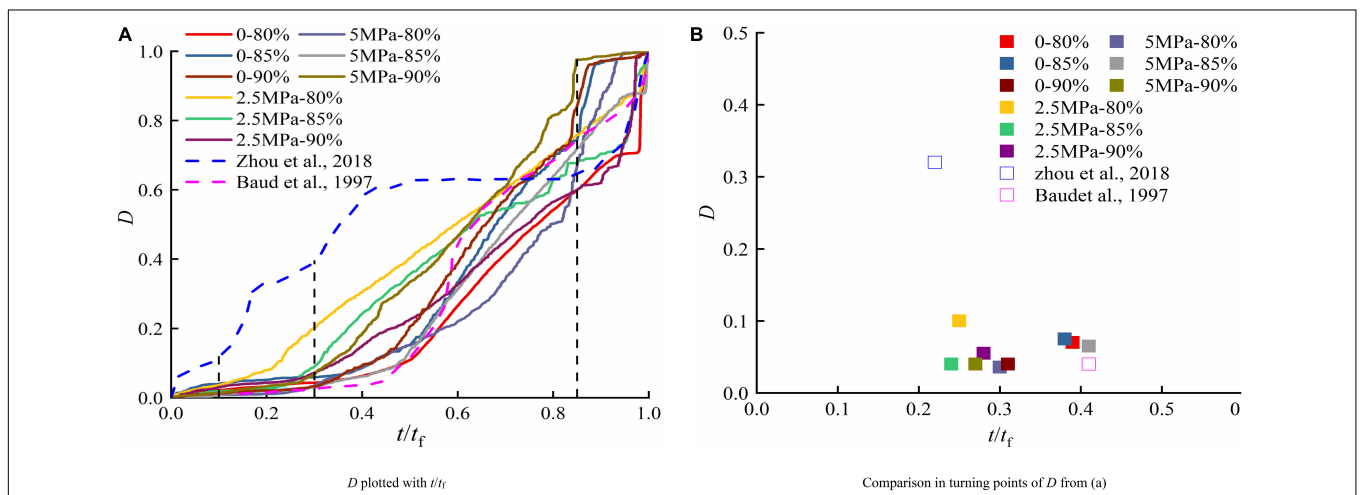 A
0-80% 5MPa-80%
0-85% 5MPa-85%
0-90% 5MPa-90%
2.5MPa-80%
2.5MPa-85%
2.5MPa-90%
Zhou et al., 2018
Baud et al., 1997
1.0
0.8
0.6
0.4
0.2
0.0
D
0.0 0.2 0.4 0.6 0.8 1.0
t/tf
D plotted with t/tf
B
0-80% 5MPa-80%
0-85% 5MPa-85%
0-90% 5MPa-90%
2.5MPa-80%
2.5MPa-85%
2.5MPa-90%
zhou et al., 2018
Baudet al., 1997
0.5
0.4
0.3
0.2
0.1
0.0
D
0.0 0.1 0.2 0.3 0.4 0.5 0
t/tf
Comparison in turning points of D from (a)